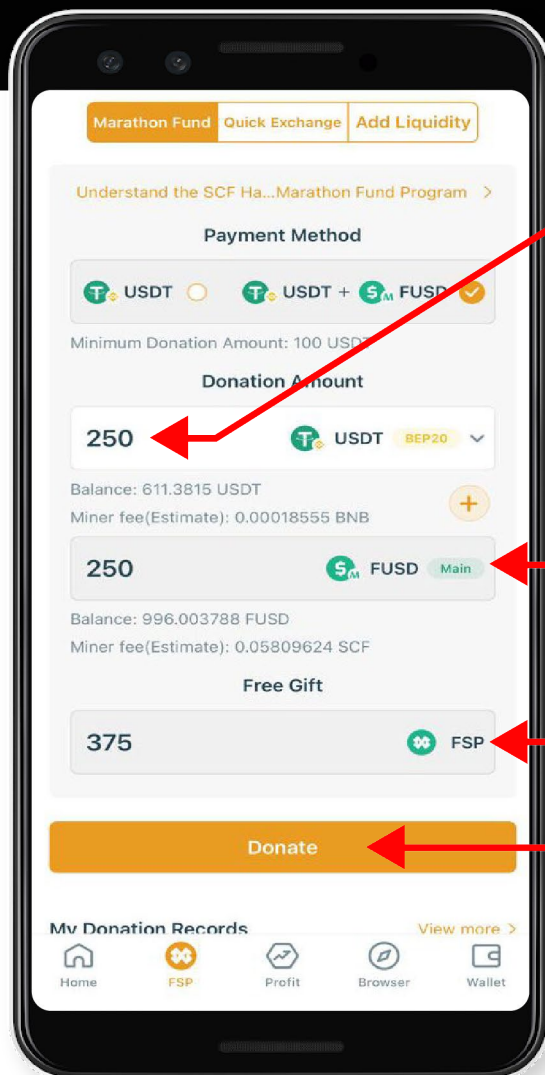 Marathon Fund Quick Exchange Add Liquidity
Understand the SCF Ha...Marathon Fund Program >
Payment Method
USDT USDT + FUSD
Minimum Donation Amount: 100 USDT
Donation Amount
250 USDT BEP20
Balance: 611.3815 USDT
Miner fee(Estimate): 0.00018555 BNB
250 FUSD Main
Balance: 996.003788 FUSD
Miner fee(Estimate): 0.05809624 SCF
Free Gift
375 FSP
Donate
My Donation Records View more >
Home FSP Profit Browser Wallet